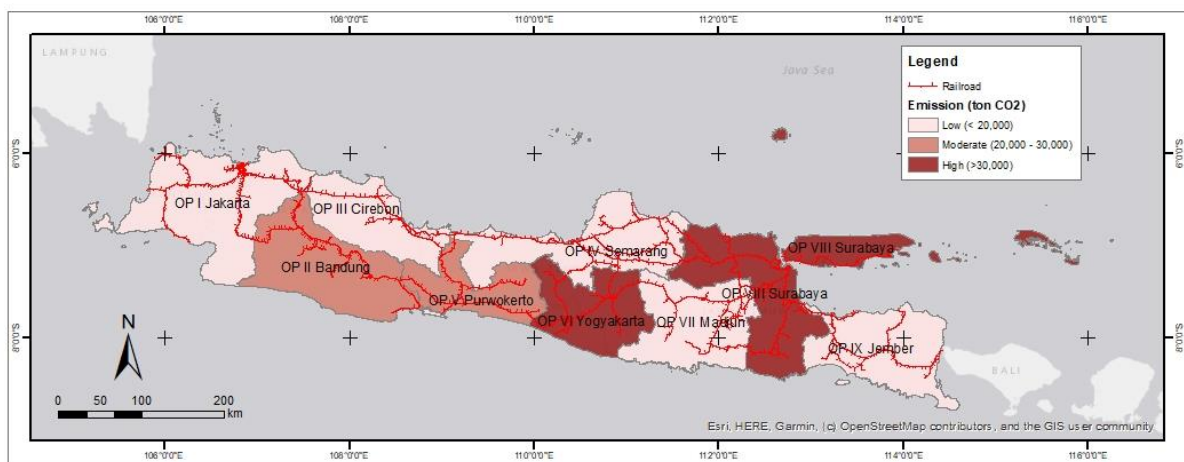 106°0'0"E 108°0'0"E 110°0'0"E 112°0'0"E 114°0'0"E 116°0'0"E
LAMPUNG
Java Sea
Legend
Railroad
Emission (ton CO2)
Low (< 20,000)
Moderate (20,000 - 30,000)
High (>30,000)
6°0'0"S
6°0'0"S
OP I Jakarta
OP III Cirebon
OP II Bandung
OP IV Semarang
OP VIII Surabaya
OP V Purwokerto
OP VIII Surabaya
OP VI Yogyakarta
OP VII Madiun
OP IX Jember
8°0'0"S
8°0'0"S
N
BALI
0 50 100 200
km
Esri, HERE, Garmin, (c) OpenStreetMap contributors, and the GIS user community
106°0'0"E 108°0'0"E 110°0'0"E 112°0'0"E 114°0'0"E 116°0'0"E